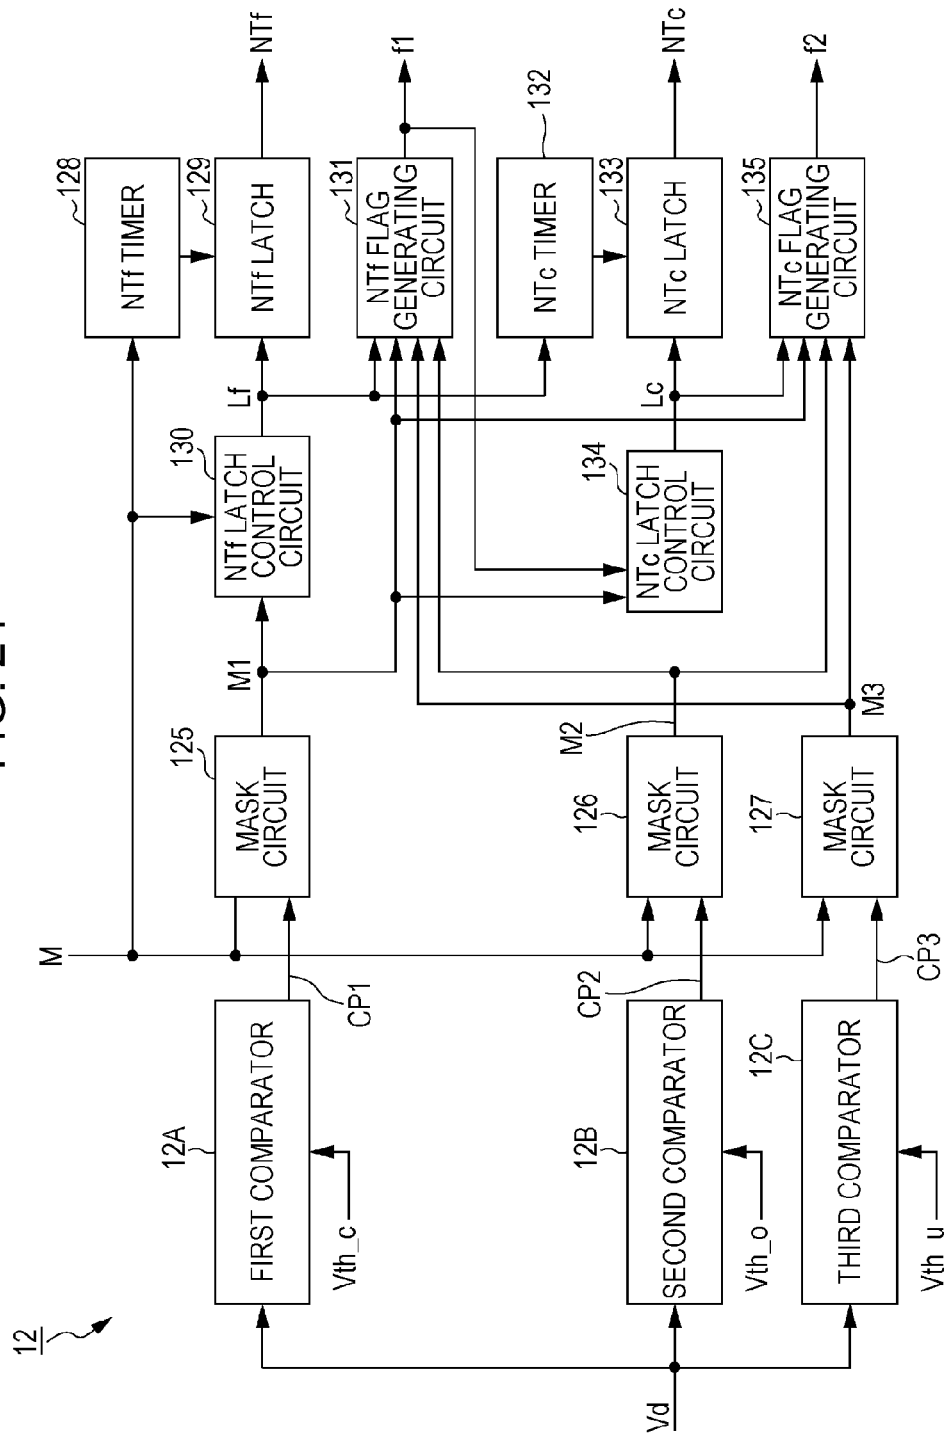 12
Vd
12A
FIRST COMPARATOR
Vth_c
CP1
M
125
MASK
CIRCUIT
M1
130
NTf LATCH
CONTROL
CIRCUIT
Lf
128
NTf TIMER
129
NTf LATCH
NTf
131
NTf FLAG
GENERATING
CIRCUIT
f1
12B
SECOND COMPARATOR
Vth_o
CP2
126
MASK
CIRCUIT
M2
134
NTc LATCH
CONTROL
CIRCUIT
Lc
132
NTc TIMER
133
NTc LATCH
NTc
12C
THIRD COMPARATOR
Vth_u
CP3
127
MASK
CIRCUIT
M3
135
NTc FLAG
GENERATING
CIRCUIT
f2